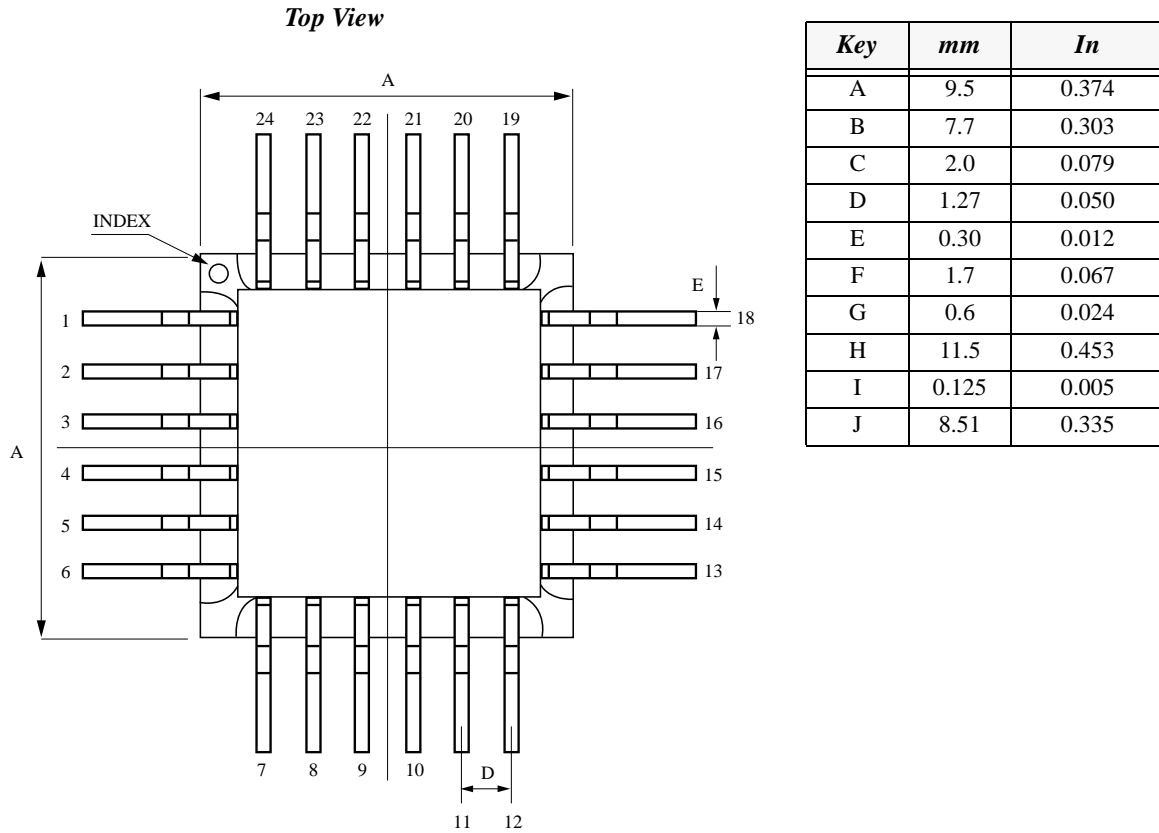 Top View
A
24 23 22 21 20 19
INDEX
E
1
18
2
17
3
16
A
4
15
5
14
6
13
7 8 9 10 D
11 12
Key mm In
A 9.5 0.374
B 7.7 0.303
C 2.0 0.079
D 1.27 0.050
E 0.30 0.012
F 1.7 0.067
G 0.6 0.024
H 11.5 0.453
I 0.125 0.005
J 8.51 0.335